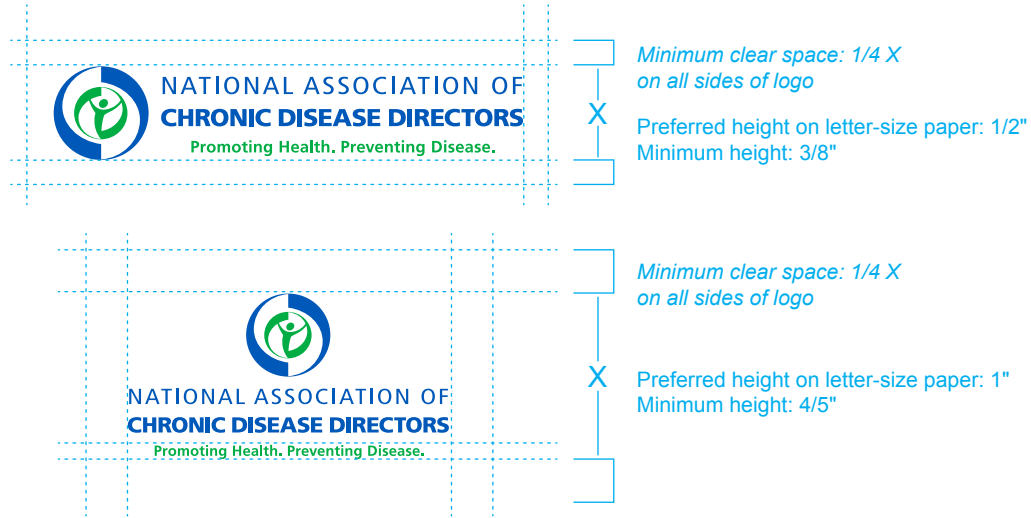 NATIONAL ASSOCIATION OF
CHRONIC DISEASE DIRECTORS
Promoting Health. Preventing Disease.
Minimum clear space: 1/4 X
on all sides of logo
X
Preferred height on letter-size paper: 1/2"
Minimum height: 3/8"
NATIONAL ASSOCIATION OF
CHRONIC DISEASE DIRECTORS
Promoting Health. Preventing Disease.
Minimum clear space: 1/4 X
on all sides of logo
X
Preferred height on letter-size paper: 1"
Minimum height: 4/5"